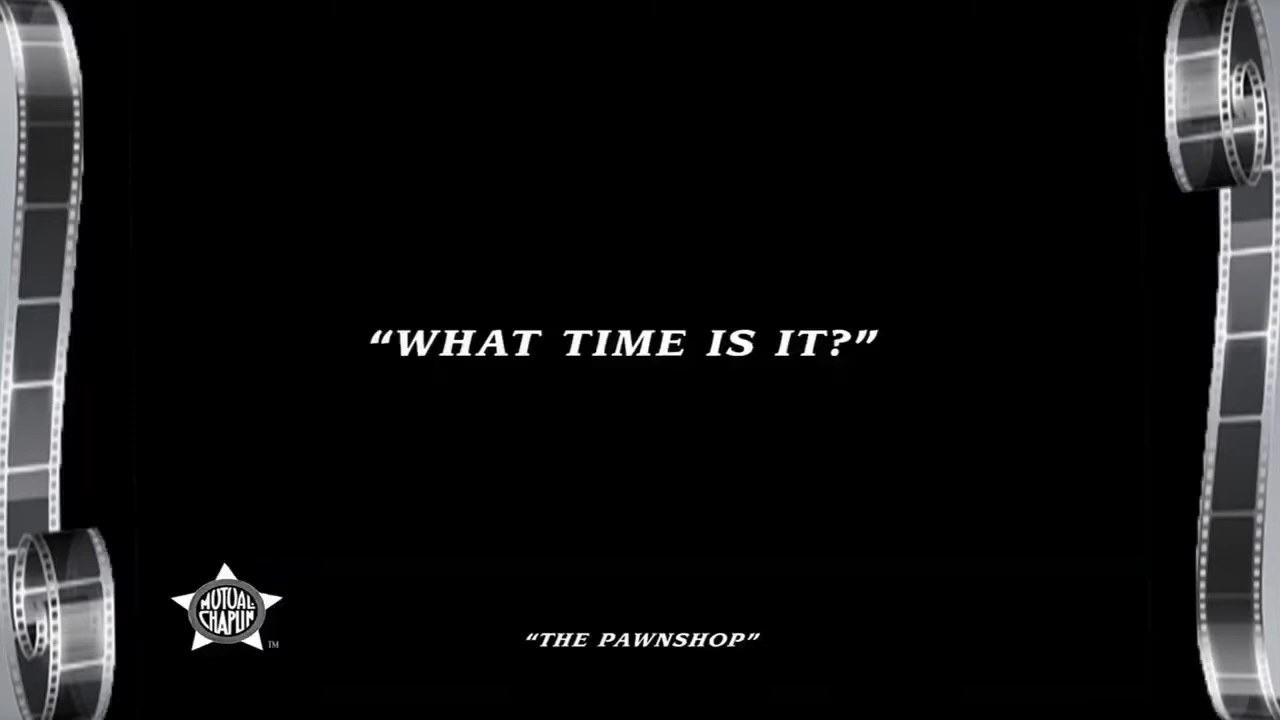 “WHAT TIME IS IT?”
MUTUAL
CHAPLIN
TM
“THE PAWNSHOP”